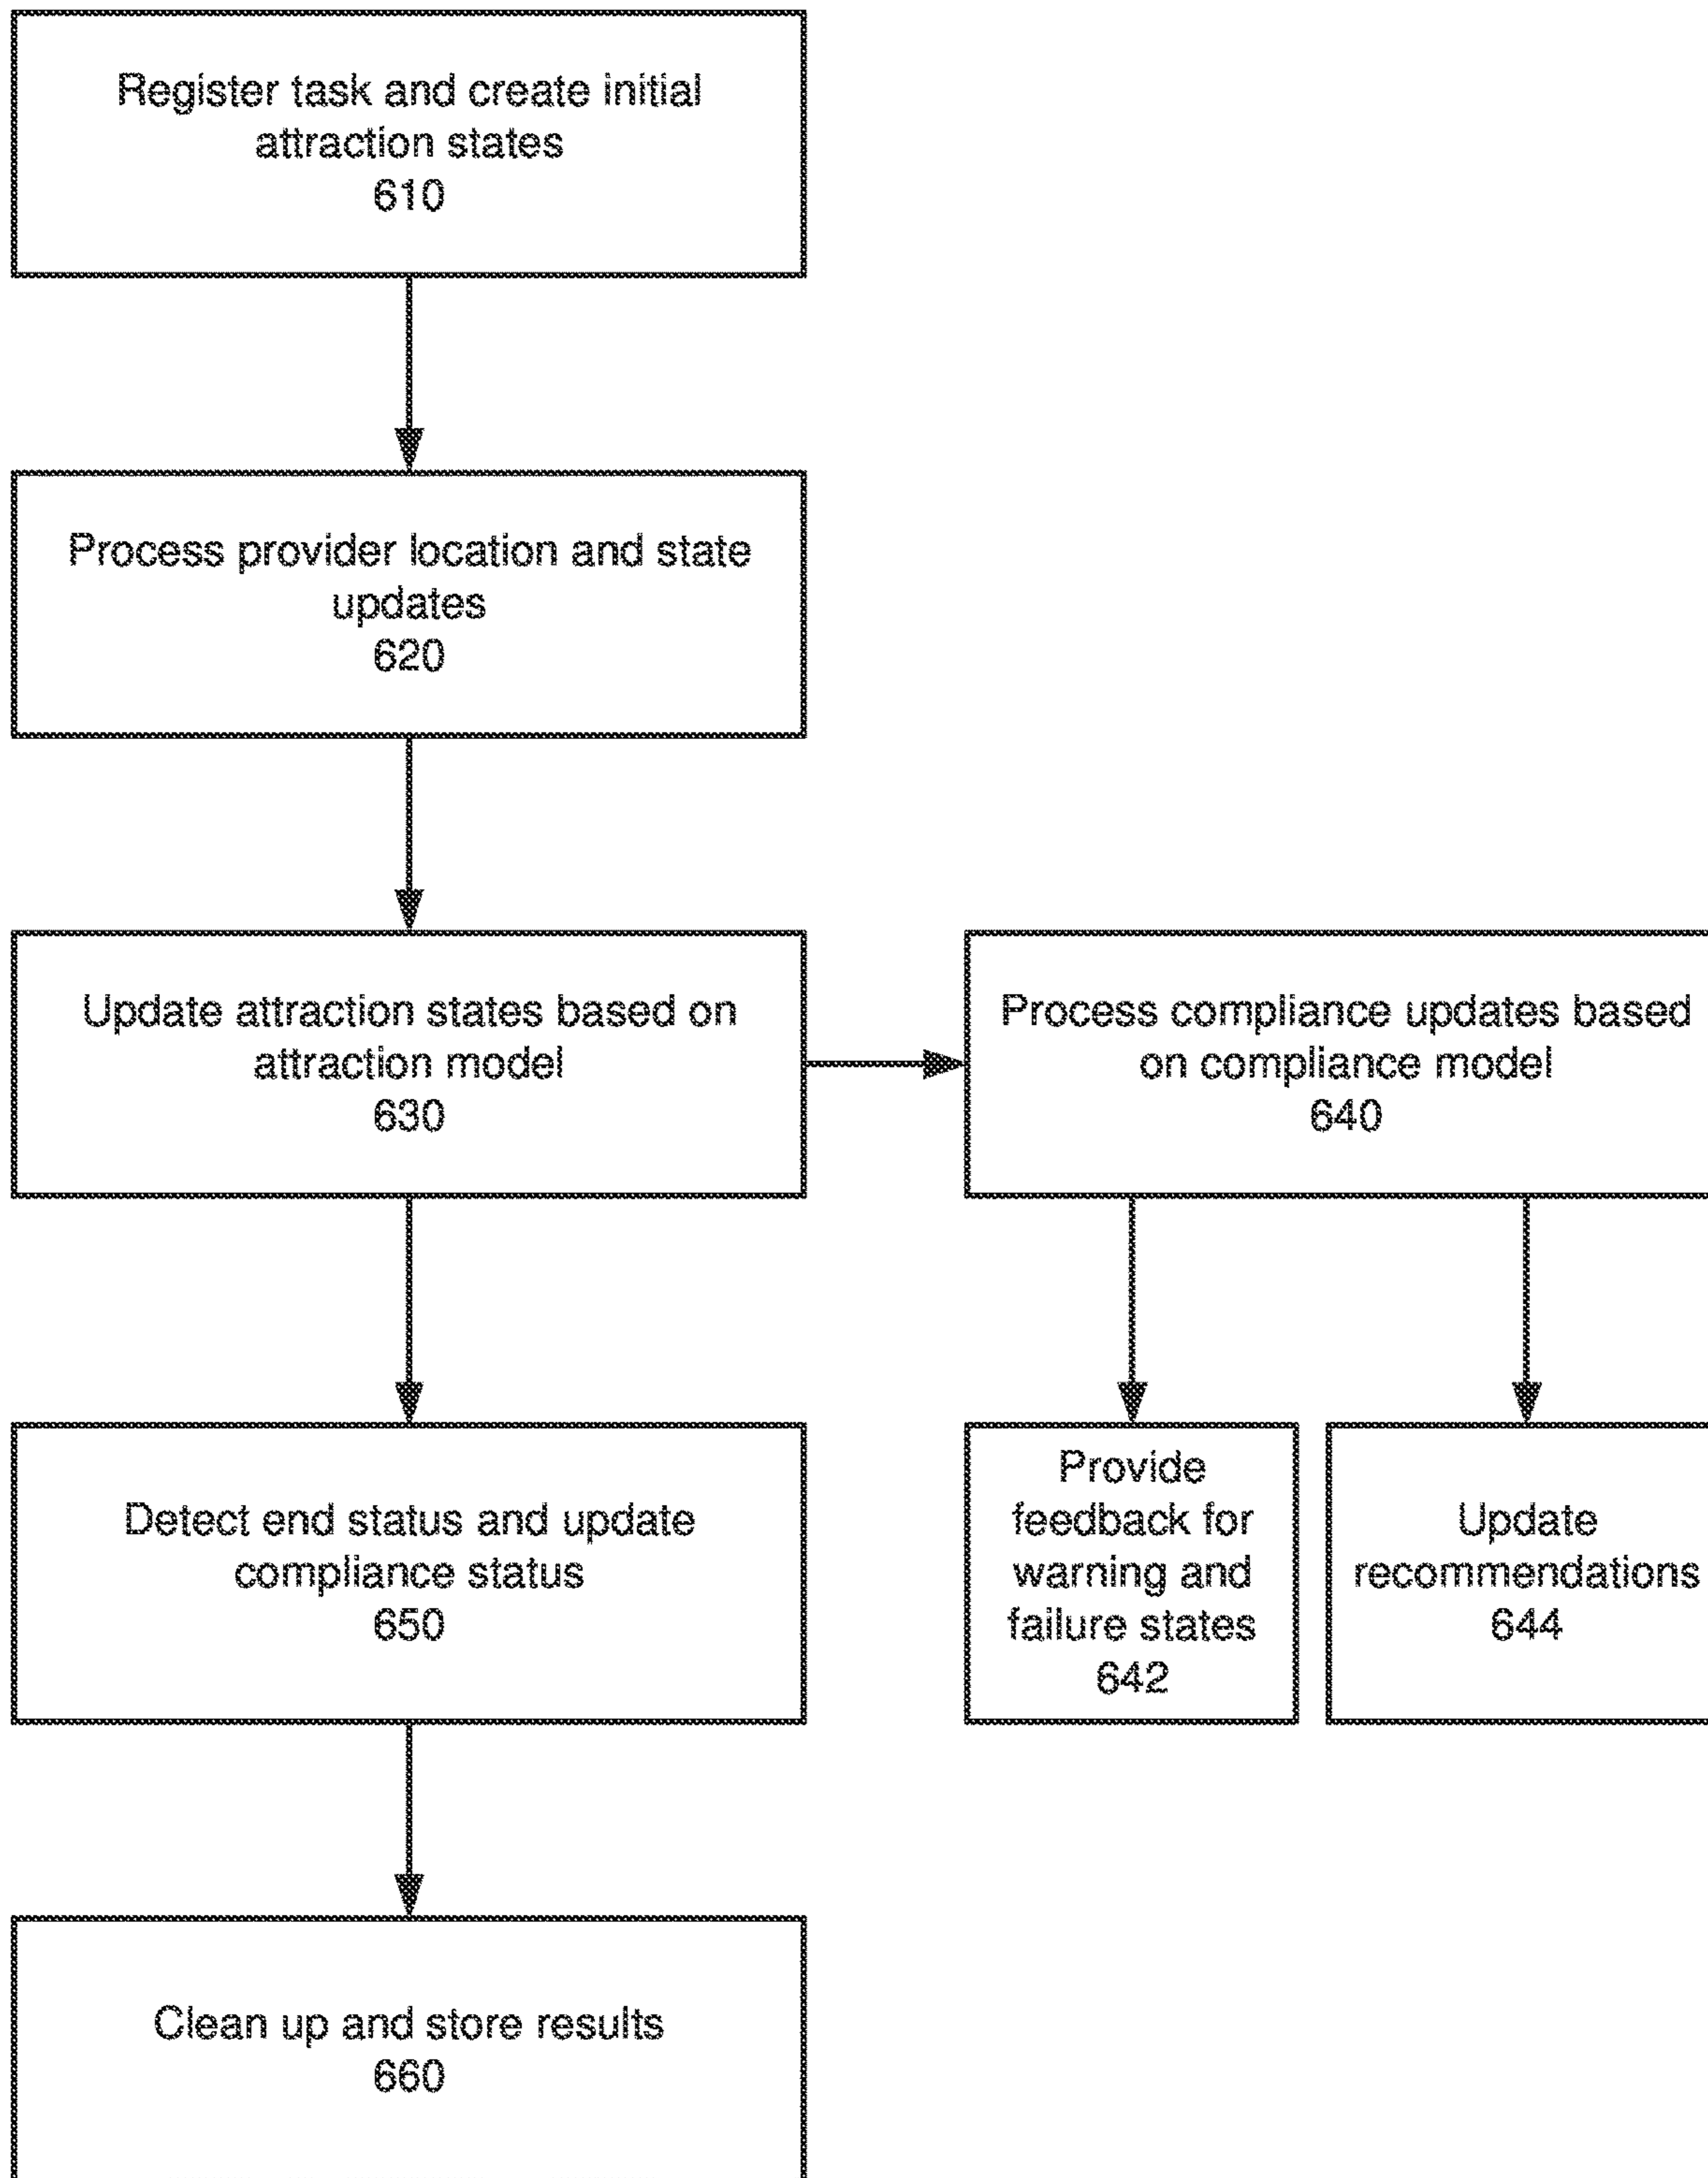 Register task and create initial
attraction states
610
Process provider location and state
updates
620
Update attraction states based on
attraction model
630
Process compliance updates based
on compliance model
640
Detect end status and update
compliance status
650
Provide
feedback for
warning and
failure states
642
Update
recommendations
644
Clean up and store results
660